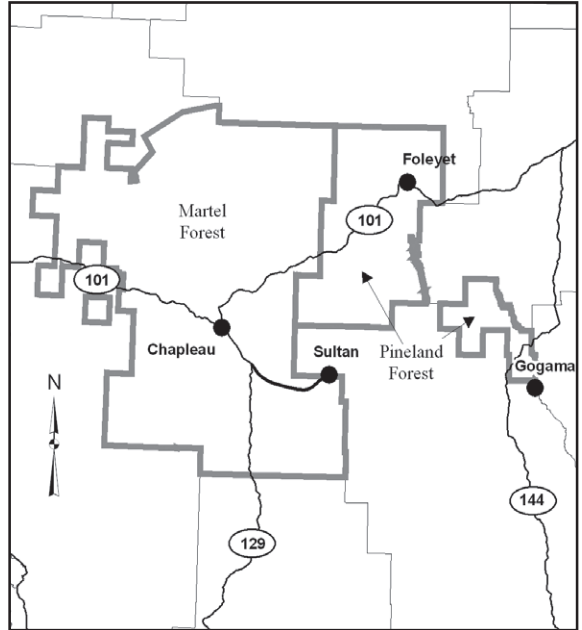 Foleyet
101
Martel
Forest
101
Chapleau
Sultan
Pineland
Forest
Gogama
N
144
129